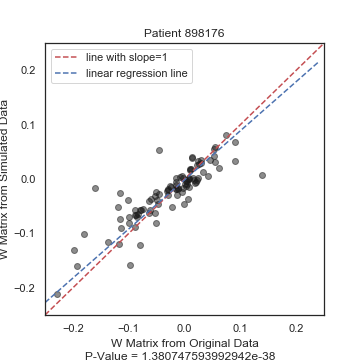 Patient 898176
line with slope=1
linear regression line
W Matrix from Simulated Data
0.2
0.1
0.0
−0.1
−0.2
−0.2
−0.1
0.0
0.1
0.2
W Matrix from Original Data
P-Value = 1.380747593992942e-38